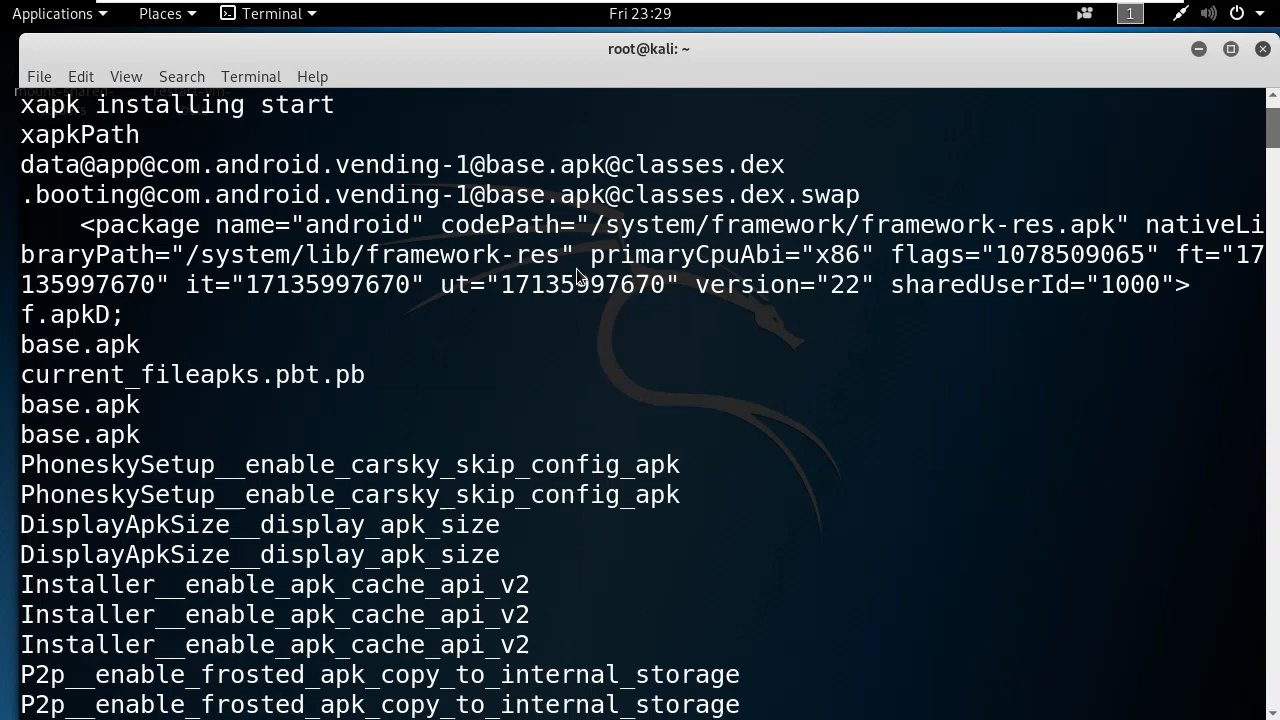 Applications Places Terminal Fri 23:29 1
root@kali: ~
File Edit View Search Terminal Help
xapk installing start
xapkPath
data@app@com.android.vending-1@base.apk@classes.dex
.booting@com.android.vending-1@base.apk@classes.dex.swap
<package name="android" codePath="/system/framework/framework-res.apk" nativeLi
braryPath="/system/lib/framework-res" primaryCpuAbi="x86" flags="1078509065" ft="17
135997670" it="17135997670" ut="17135997670" version="22" sharedUserId="1000">
f.apkD;
base.apk
current_fileapks.pbt.pb
base.apk
base.apk
PhoneskySetup__enable_carsky_skip_config_apk
PhoneskySetup__enable_carsky_skip_config_apk
DisplayApkSize__display_apk_size
DisplayApkSize__display_apk_size
Installer__enable_apk_cache_api_v2
Installer__enable_apk_cache_api_v2
Installer__enable_apk_cache_api_v2
P2p__enable_frosted_apk_copy_to_internal_storage
P2p__enable_frosted_apk_copy_to_internal_storage